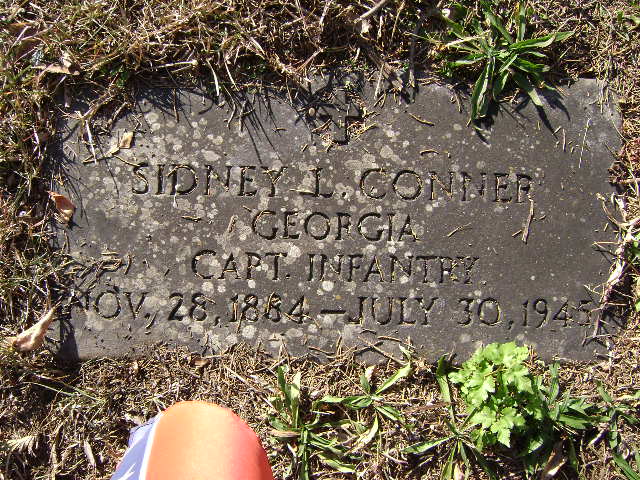 SIDNEY L. CONNER
GEORGIA
CAPT. INFANTRY.
NOV. 28, 1864 – JULY 30, 1945